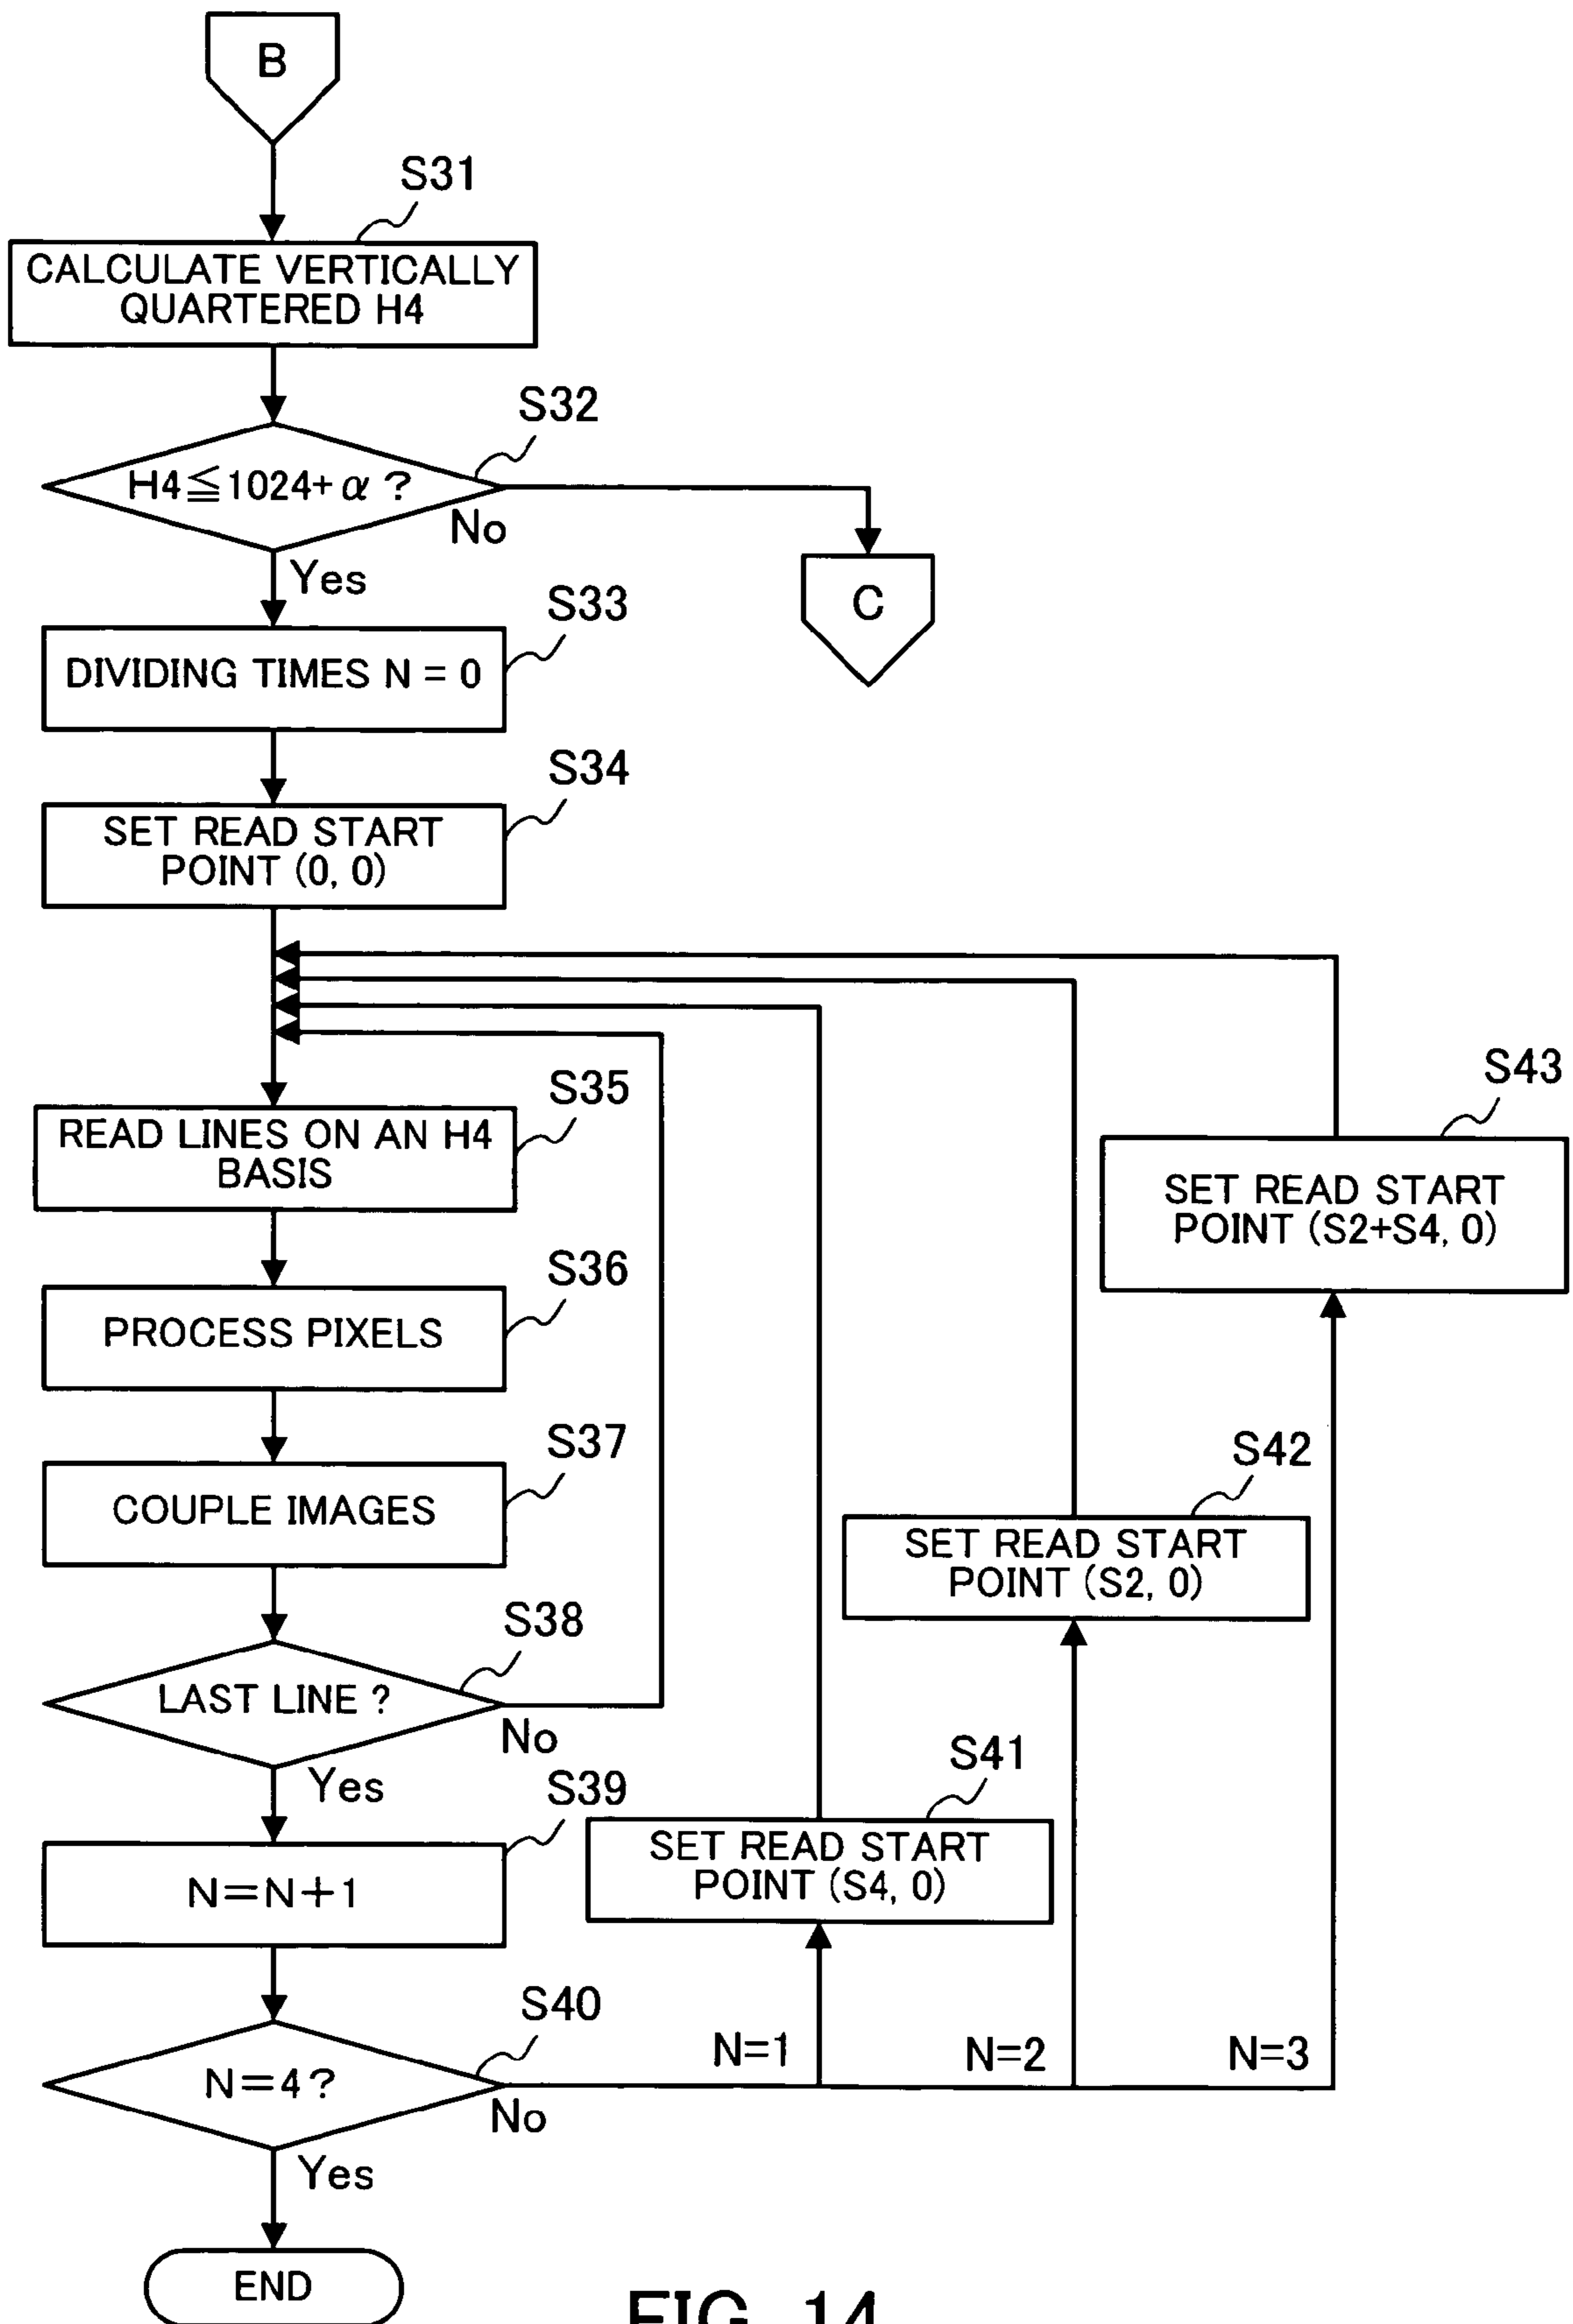 B
S31
CALCULATE VERTICALLY
QUARTERED H4
S32
H4≦1024+α ?
No
Yes
C
S33
DIVIDING TIMES N = 0
S34
SET READ START
POINT (0, 0)
S35
READ LINES ON AN H4
BASIS
S43
SET READ START
POINT (S2+S4, 0)
S36
PROCESS PIXELS
S37
COUPLE IMAGES
S42
SET READ START
POINT (S2, 0)
S38
LAST LINE ?
No
Yes
S41
SET READ START
POINT (S4, 0)
S39
N=N+1
S40
N=4?
No
N=1
N=2
N=3
Yes
END
FIG. 14